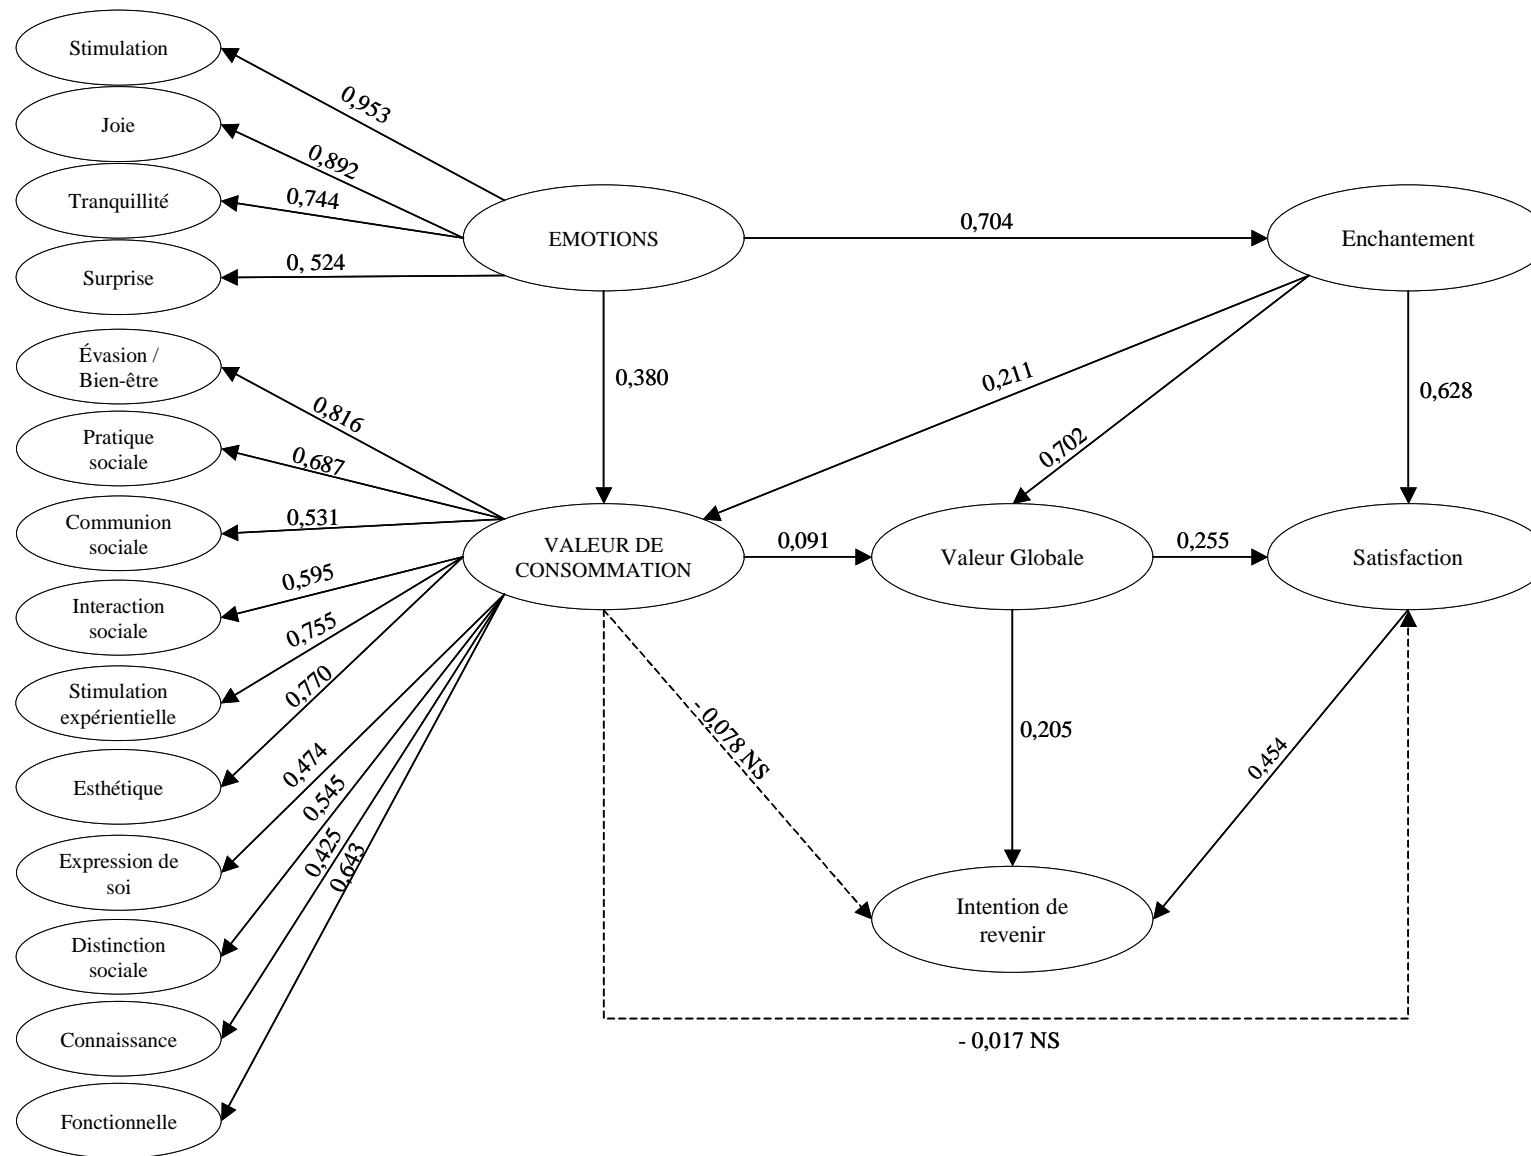 Stimulation
0,953
Joie
0,892
Tranquillité
0,744
EMOTIONS
0,704
Enchantement
Surprise
0, 524
Évasion /
Bien-être
0,816
0,380
0,211
0,702
0,628
Pratique
sociale
0,687
Communion
sociale
0,531
VALEUR DE
CONSOMMATION
0,091
Valeur Globale
0,255
Satisfaction
Interaction
sociale
0,595
Stimulation
expérientielle
0,755
0,770
- 0,078 NS
0,205
0,454
Esthétique
0,474
0,545
0,425
0,643
Expression de
soi
Intention de
revenir
Distinction
sociale
Connaissance
- 0,017 NS
Fonctionnelle